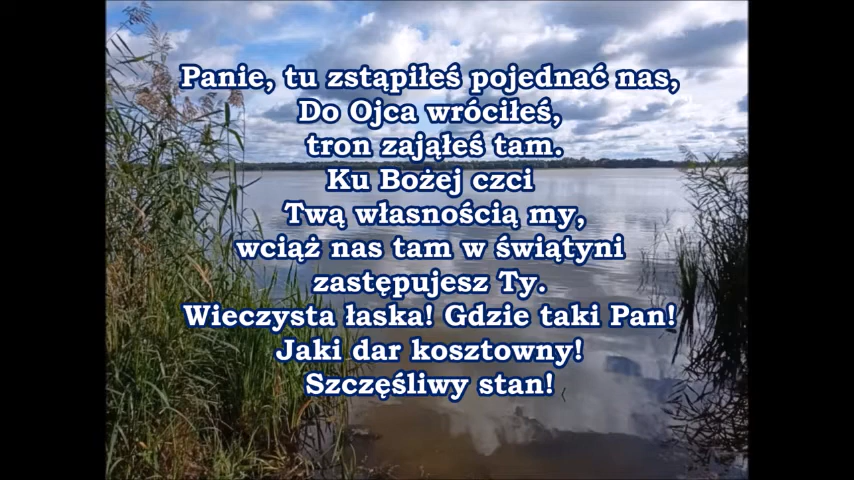 Panie, tu zstąpiłeś pojednać nas,
Do Ojca wróciłeś,
tron zająłeś tam.
Ku Bożej czci
Twą własnością my,
wciąż nas tam w świątyni
zastępujesz Ty.
Wieczysta łaska! Gdzie taki Pan!
Jaki dar kosztowny!
Szczęśliwy stan!